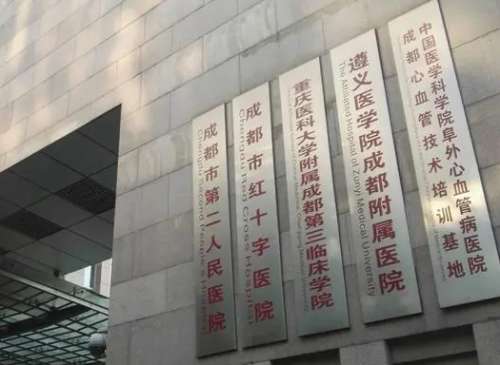 成都市第二人民医院
Chengdu Second People's Hospital
成都市红十字医院
Chengdu Red Cross Hospital
重庆医科大学附属成都第三临床学院
遵义医学院成都附属医院
The Affiliated Hospital of Zunyi Medical University
中国医学科学院阜外心血管病医院
成都心血管技术培训基地